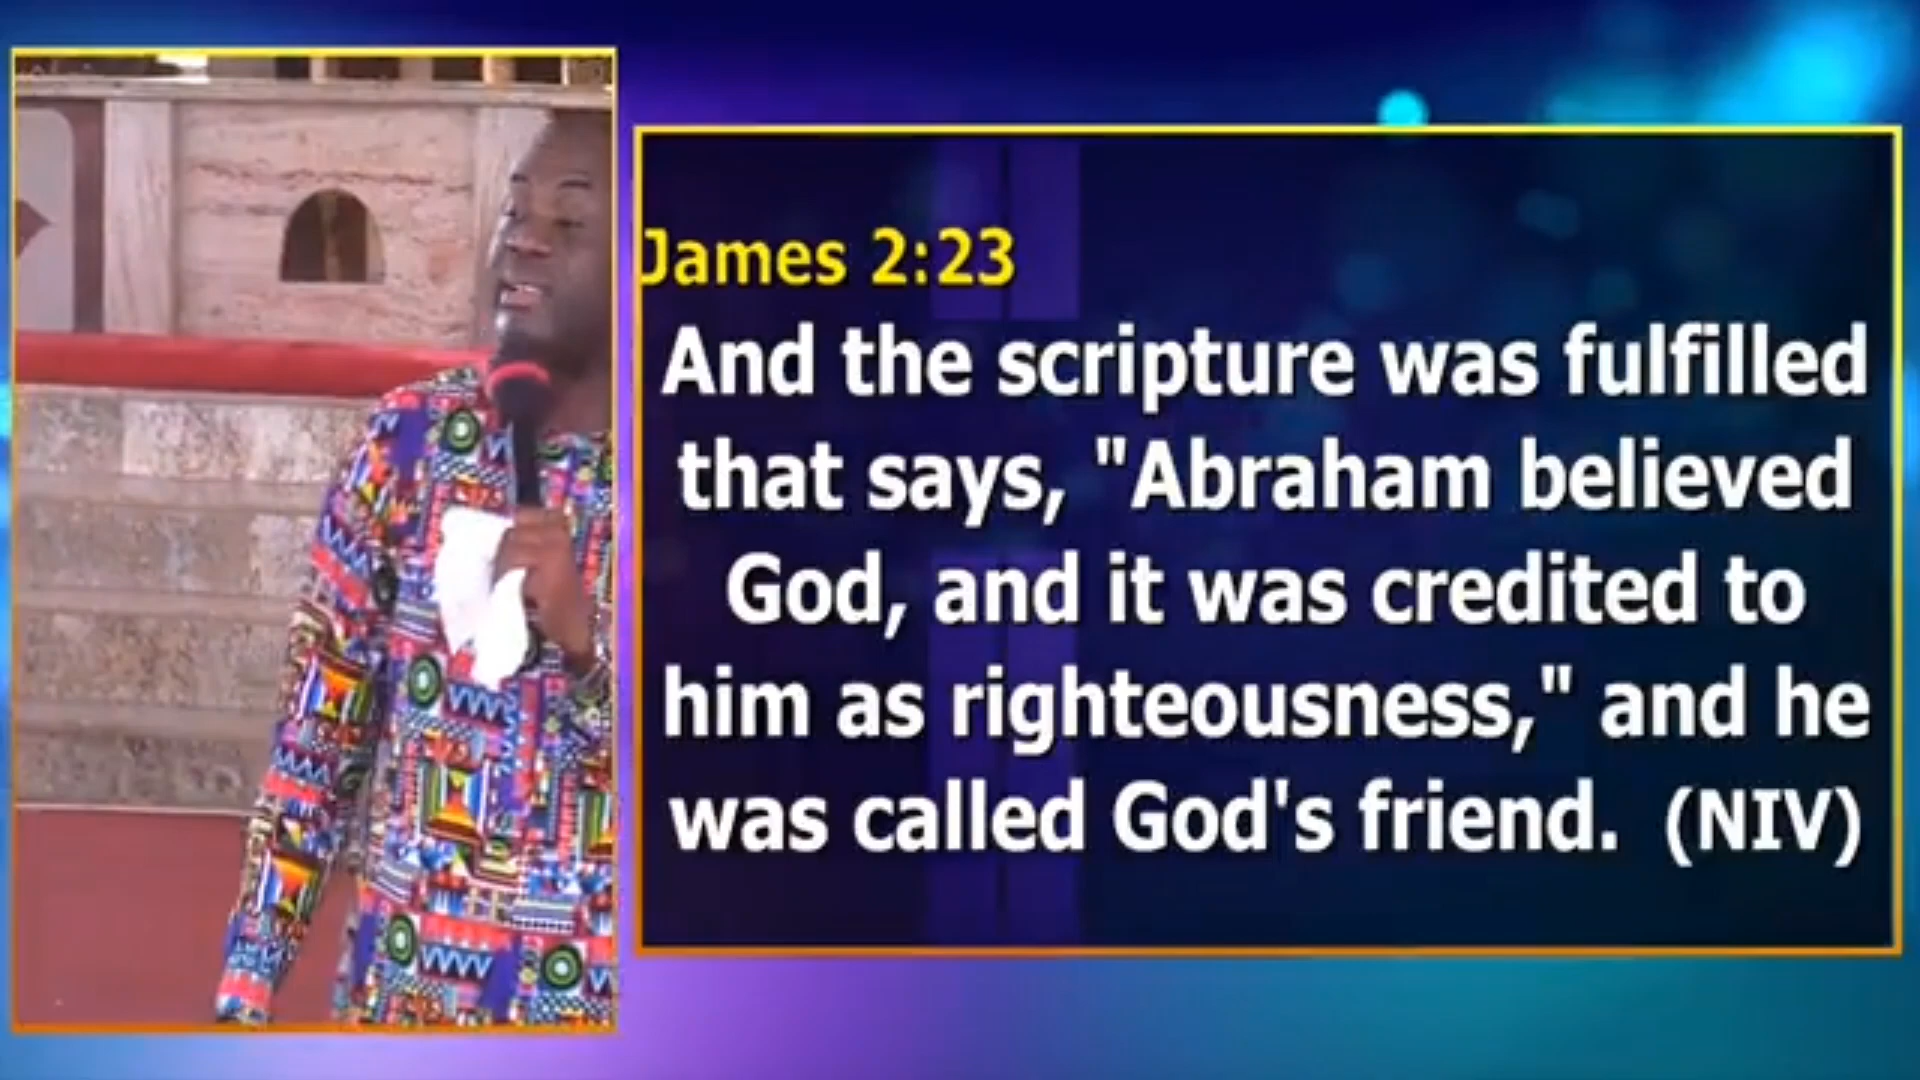 James 2:23
And the scripture was fulfilled
that says, "Abraham believed
God, and it was credited to
him as righteousness," and he
was called God's friend. (NIV)